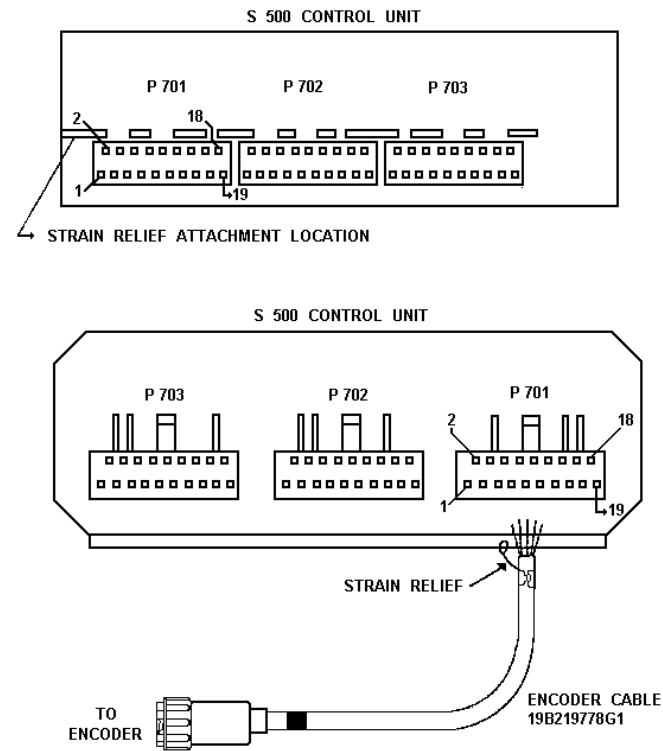 S 500 CONTROL UNIT
P 701
P 702
P 703
2
18
1
19
STRAIN RELIEF ATTACHMENT LOCATION
S 500 CONTROL UNIT
P 703
P 702
P 701
2
18
1
19
STRAIN RELIEF
TO
ENCODER
ENCODER CABLE
19B219778G1